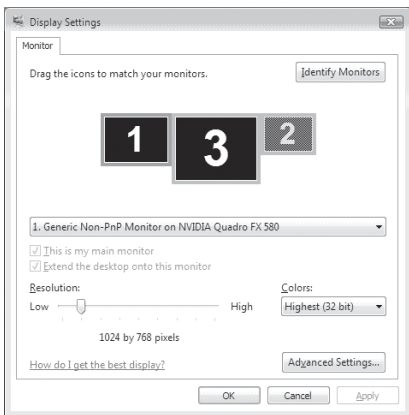 Display Settings
Monitor
Drag the icons to match your monitors.
Identify Monitors
1
3
2
1. Generic Non-PnP Monitor on NVIDIA Quadro FX 580
This is my main monitor
Extend the desktop onto this monitor
Resolution:
Colors:
Low
High
Highest (32 bit)
1024 by 768 pixels
How do I get the best display?
Advanced Settings...
OK
Cancel
Apply